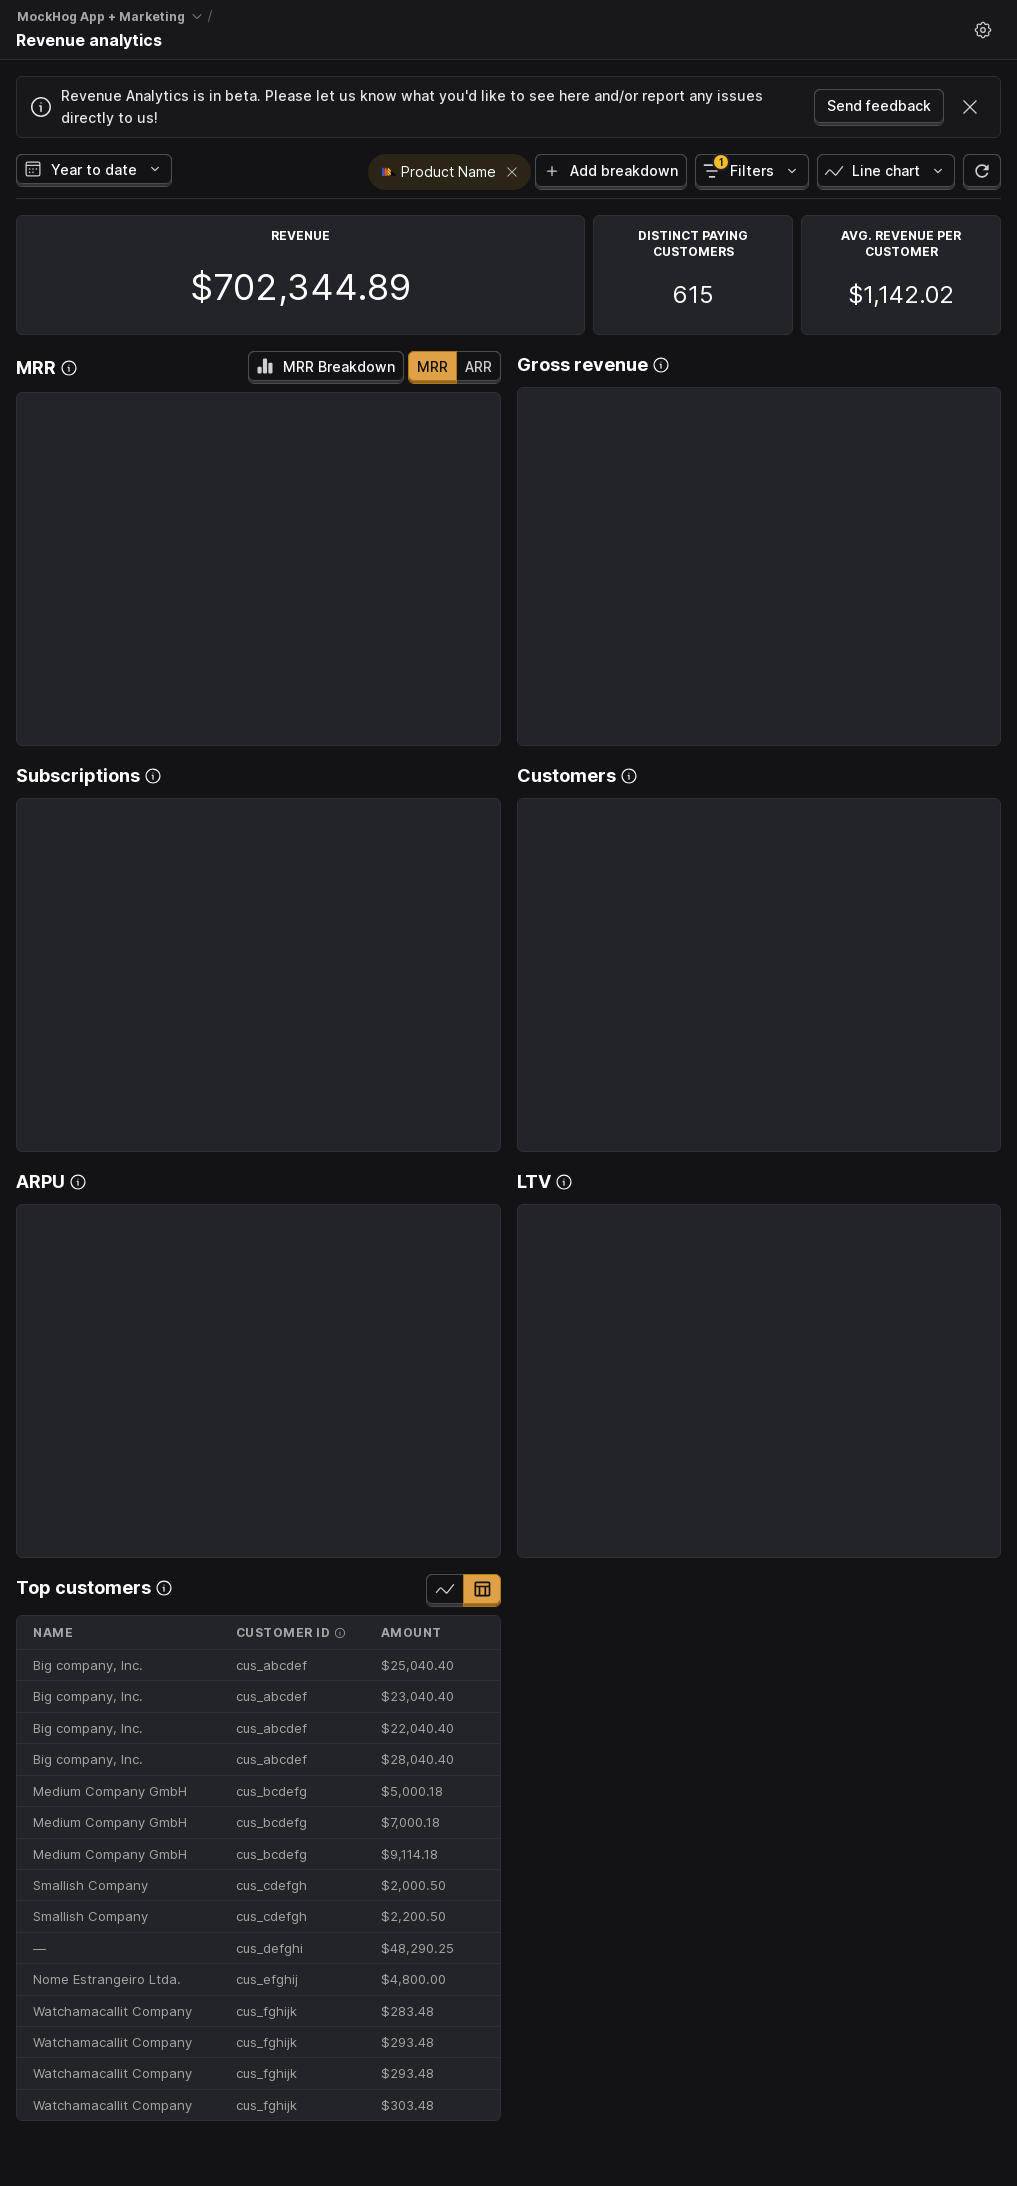 MockHog App + Marketing /
Revenue analytics
Revenue Analytics is in beta. Please let us know what you'd like to see here and/or report any issues
directly to us!
Send feedback
Year to date
Product Name
Add breakdown
1
Filters
Line chart
REVENUE
$702,344.89
DISTINCT PAYING
CUSTOMERS
615
AVG. REVENUE PER
CUSTOMER
$1,142.02
MRR
MRR Breakdown
MRR
ARR
Gross revenue
Subscriptions
Customers
ARPU
LTV
Top customers
NAME CUSTOMER ID AMOUNT
Big company, Inc. cus_abcdef $25,040.40
Big company, Inc. cus_abcdef $23,040.40
Big company, Inc. cus_abcdef $22,040.40
Big company, Inc. cus_abcdef $28,040.40
Medium Company GmbH cus_bcdefg $5,000.18
Medium Company GmbH cus_bcdefg $7,000.18
Medium Company GmbH cus_bcdefg $9,114.18
Smallish Company cus_cdefgh $2,000.50
Smallish Company cus_cdefgh $2,200.50
— cus_defghi $48,290.25
Nome Estrangeiro Ltda. cus_efghij $4,800.00
Watchamacallit Company cus_fghijk $283.48
Watchamacallit Company cus_fghijk $293.48
Watchamacallit Company cus_fghijk $293.48
Watchamacallit Company cus_fghijk $303.48